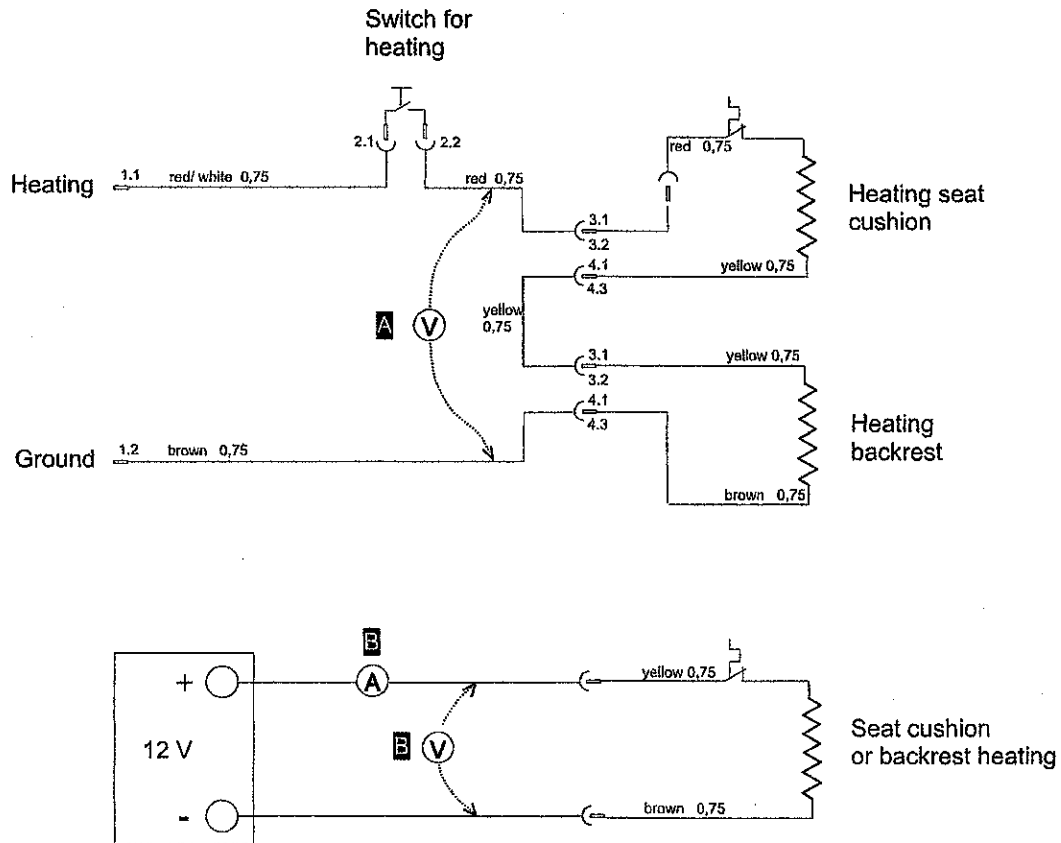 Switch for
heating
2.1
2.2
red 0,75
Heating
1.1
red/ white 0,75
red 0,75
Heating seat
cushion
3.1
3.2
4.1
4.3
yellow 0,75
A
V
yellow
0,75
3.1
3.2
yellow 0,75
4.1
4.3
Heating
backrest
Ground
1.2
brown 0,75
brown 0,75
B
+
A
yellow 0,75
12 V
B
V
Seat cushion
or backrest heating
-
brown 0,75